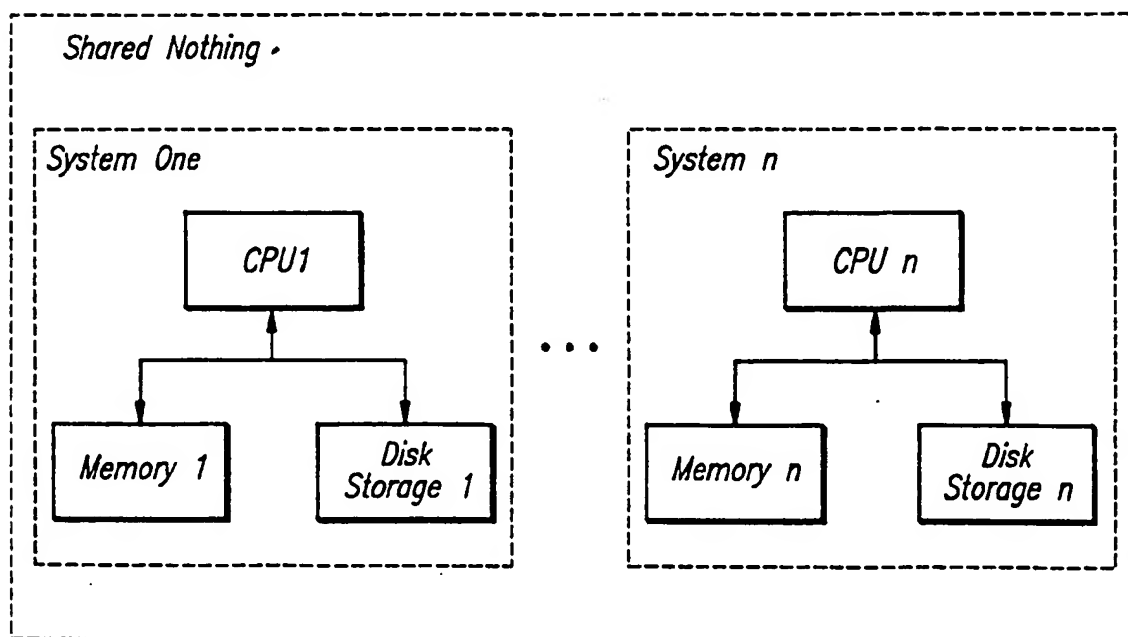 Shared Nothing
System One
CPU1
Memory 1
Disk
Storage 1
...
System n
CPU n
Memory n
Disk
Storage n